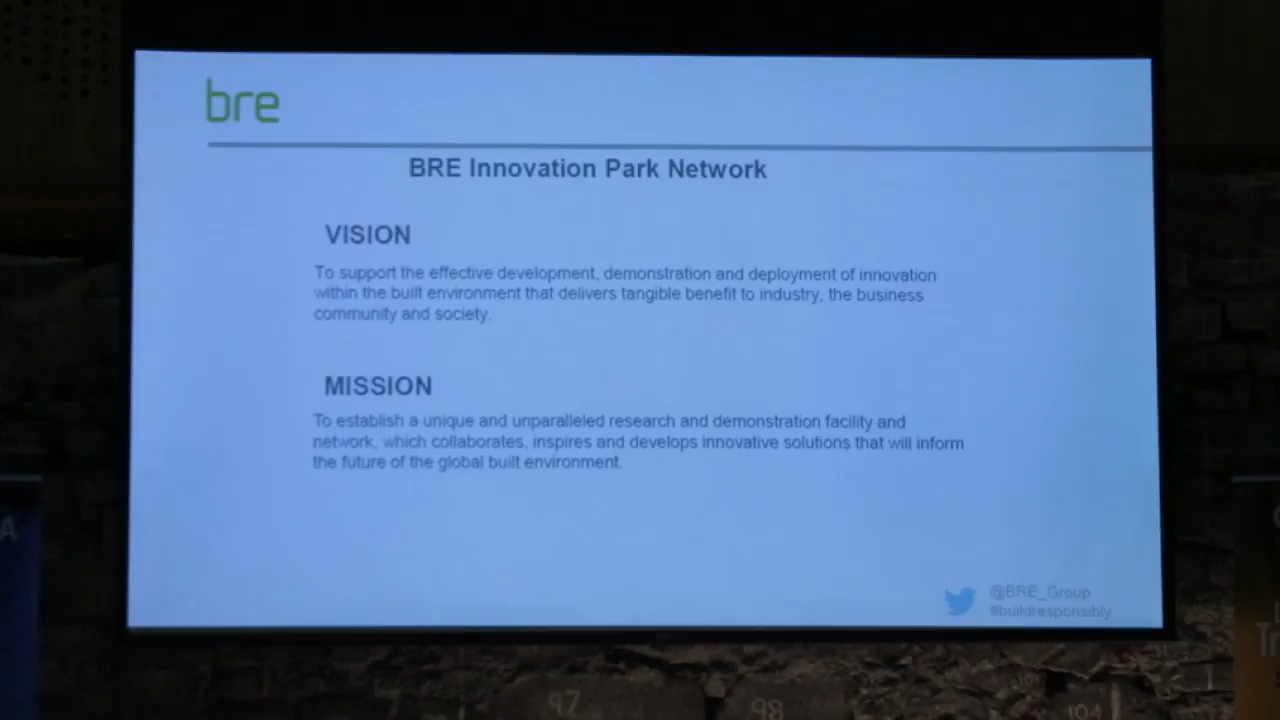 bre
BRE Innovation Park Network
VISION
To support the effective development, demonstration and deployment of innovation
within the built environment that delivers tangible benefit to industry, the business
community and society.
MISSION
To establish a unique and unparalleled research and demonstration facility and
network, which collaborates, inspires and develops innovative solutions that will inform
the future of the global built environment.
@BRE_Group
#buildresponsibly
A
97
98
104